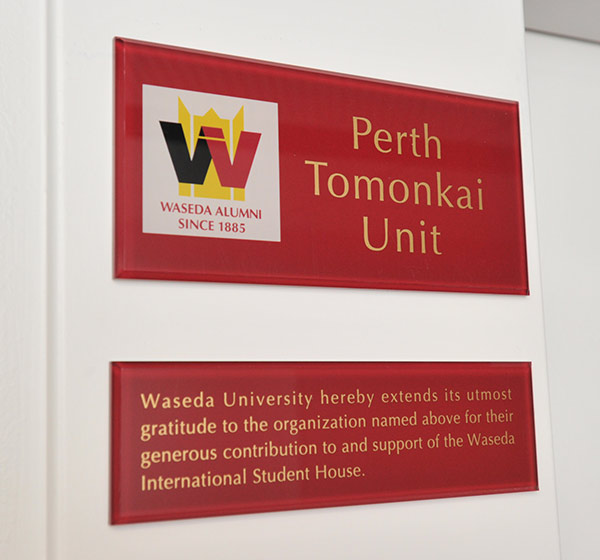 WASEDA ALUMNI
SINCE 1885
Perth
Tomonkai
Unit
Waseda University hereby extends its utmost
gratitude to the organization named above for their
generous contribution to and support of the Waseda
International Student House.